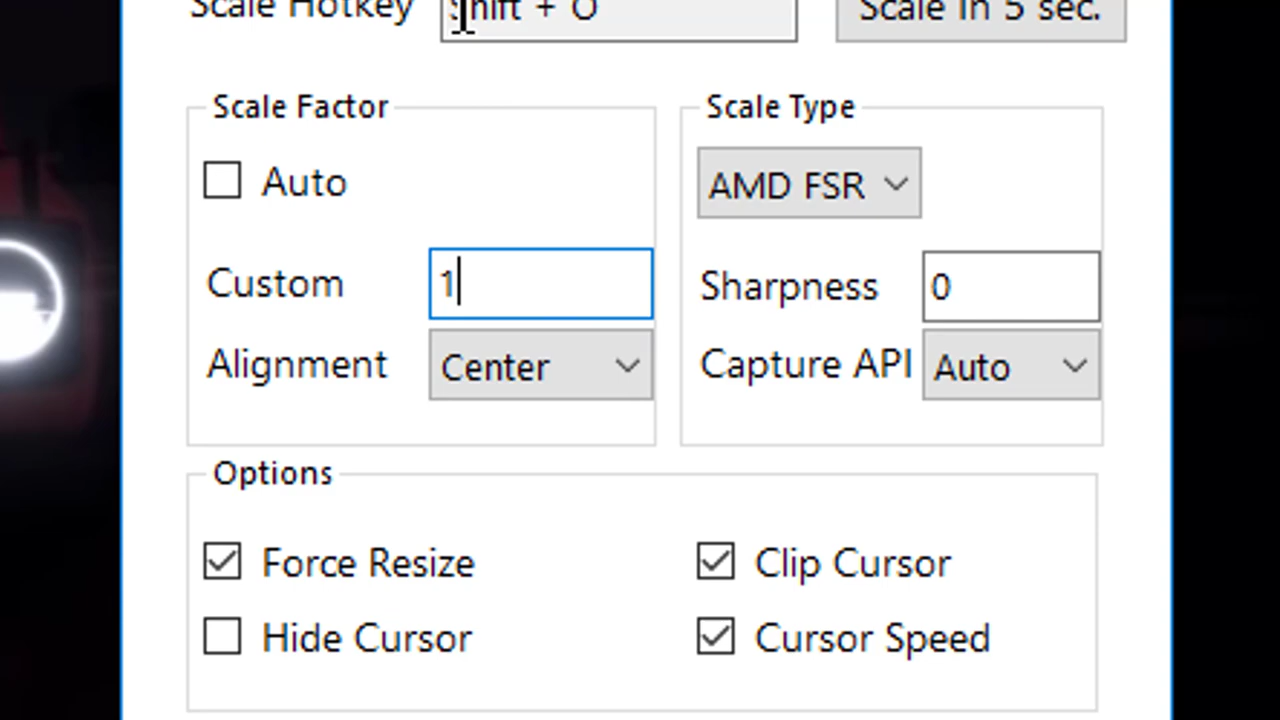 Scale Hotkey Shift + O Scale in 5 sec.
Scale Factor Scale Type
Auto AMD FSR
Custom 1 Sharpness 0
Alignment Center Capture API Auto
Options
Force Resize Clip Cursor
Hide Cursor Cursor Speed